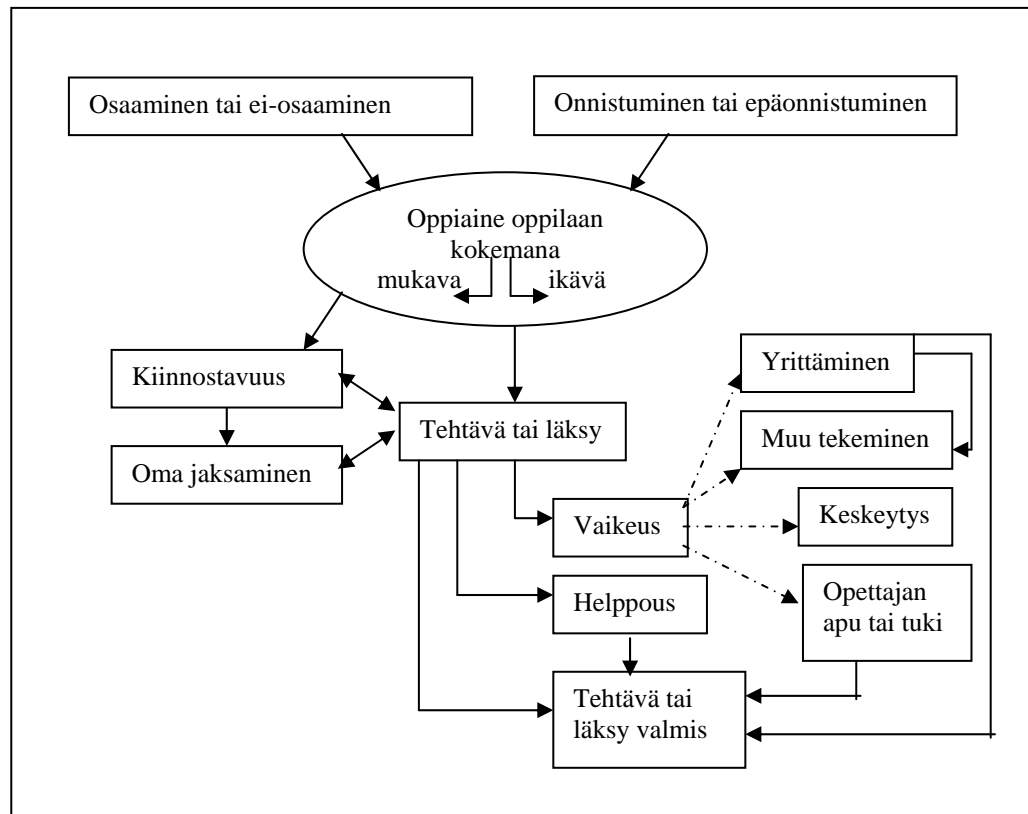 Osaaminen tai ei-osaaminen
Onnistuminen tai epäonnistuminen
Oppiaine oppilaan
kokemana
mukava
ikävä
Kiinnostavuus
Oma jaksaminen
Tehtävä tai läksy
Yrittäminen
Muu tekeminen
Vaikeus
Keskeytys
Helppous
Opettajan
apu tai tuki
Tehtävä tai
läksy valmis